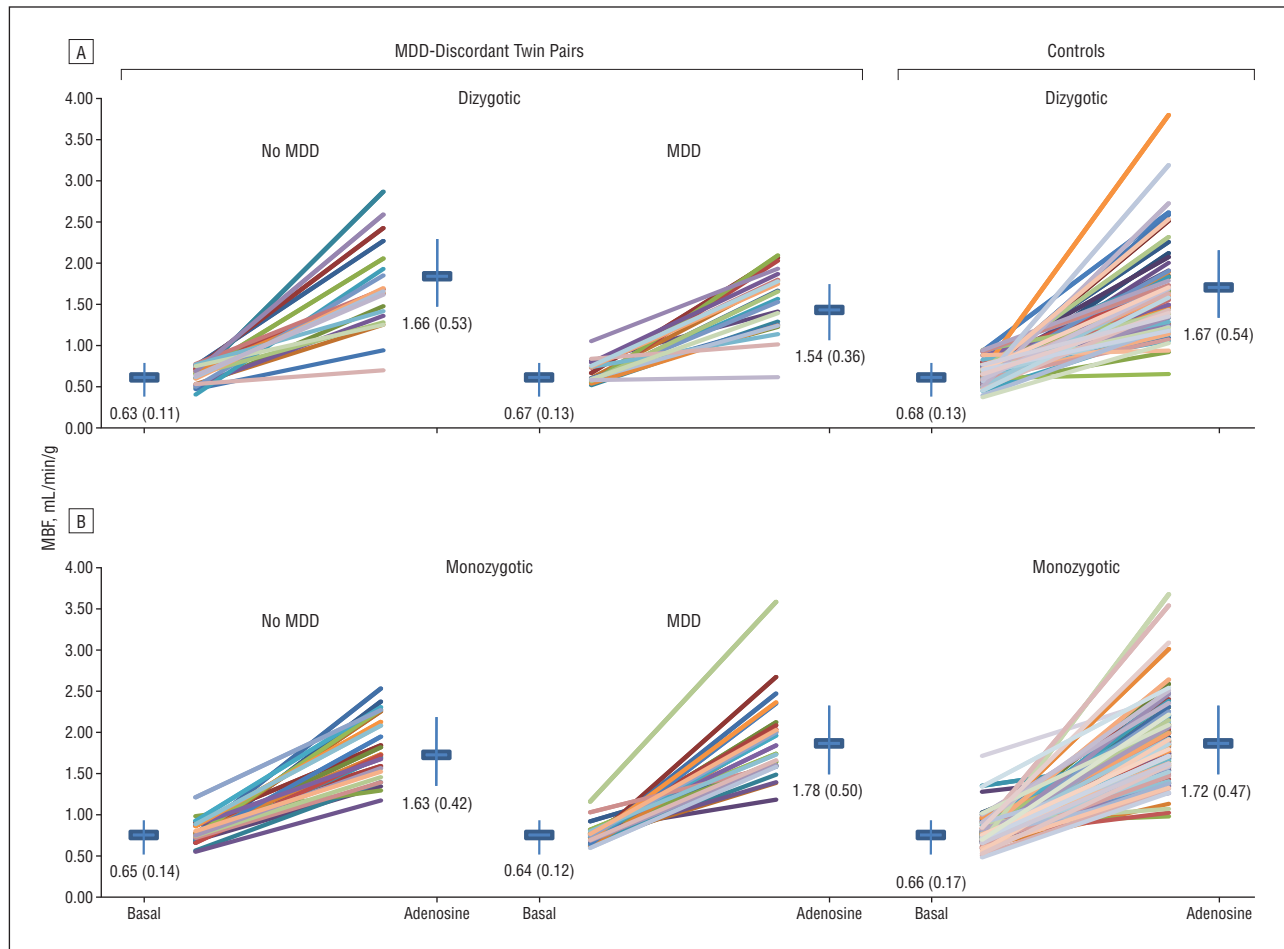 A
MDD-Discordant Twin Pairs
Controls
Dizygotic
Dizygotic
No MDD
MDD
4.00
3.50
3.00
2.50
2.00
1.50
1.00
0.50
0.00
0.63 (0.11)
1.66 (0.53)
0.67 (0.13)
1.54 (0.36)
0.68 (0.13)
1.67 (0.54)
MBF, mL/min/g
B
Monozygotic
Monozygotic
No MDD
MDD
4.00
3.50
3.00
2.50
2.00
1.50
1.00
0.50
0.00
0.65 (0.14)
1.63 (0.42)
0.64 (0.12)
1.78 (0.50)
0.66 (0.17)
1.72 (0.47)
Basal
Adenosine
Basal
Adenosine
Basal
Adenosine